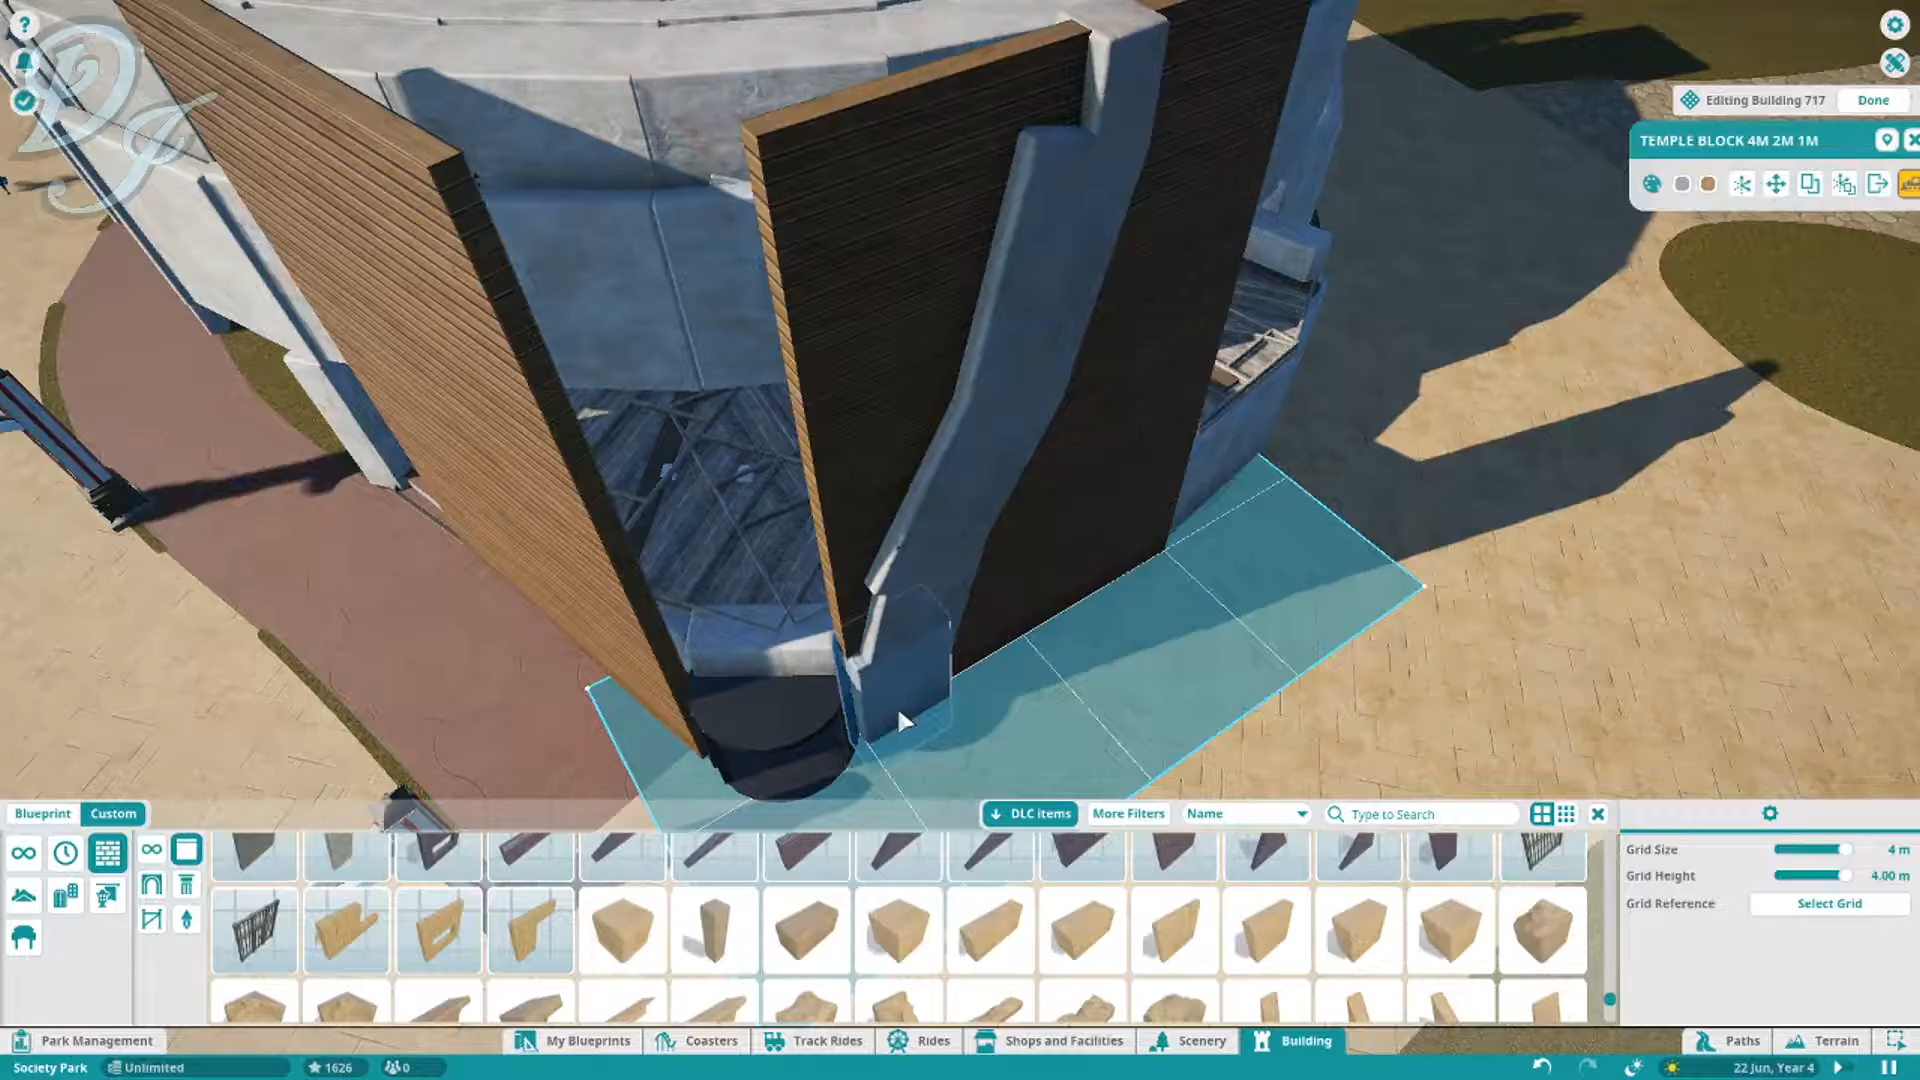 ?
DJ
Editing Building 717
Done
TEMPLE BLOCK 4M 2M 1M
Blueprint
Custom
DLC items
More Filters
Name
Type to Search
Grid Size
4 m
Grid Height
4.00 m
Grid Reference
Select Grid
Park Management
My Blueprints
Coasters
Track Rides
Rides
Shops and Facilities
Scenery
Building
Paths
Terrain
Society Park
Unlimited
1626
0
22 Jun, Year 4